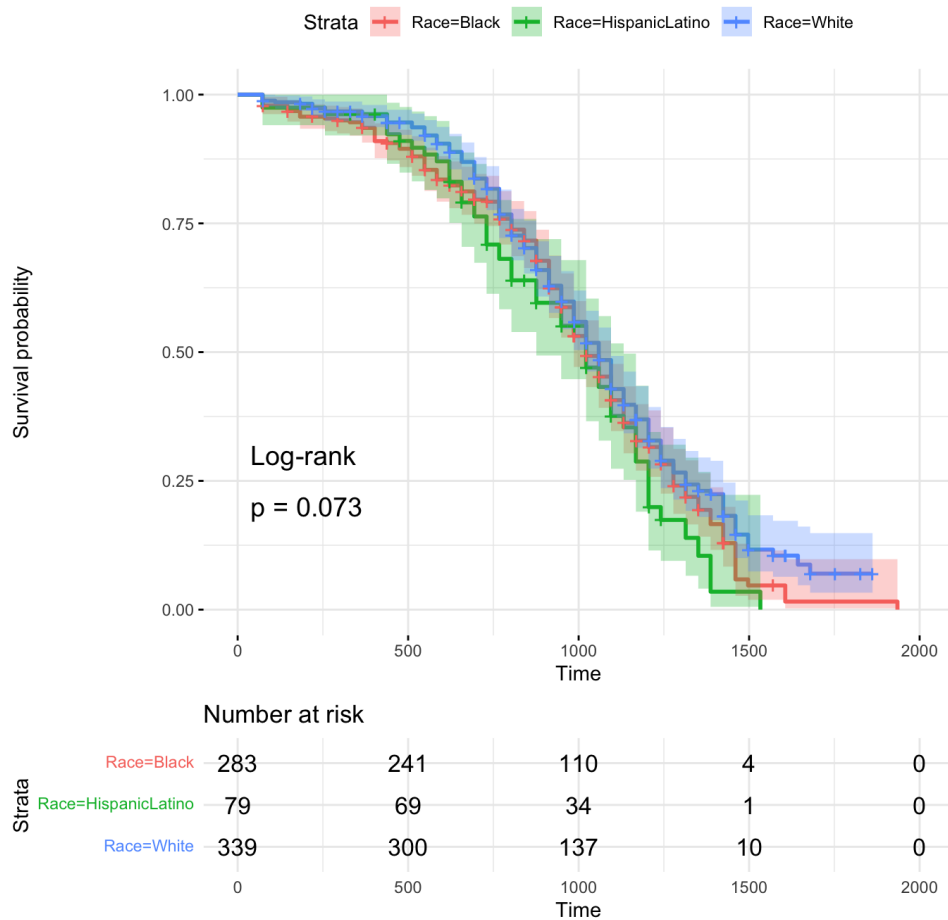 Strata Race=Black Race=HispanicLatino Race=White
Survival probability
1.00
0.75
0.50
0.25
0.00
Log-rank
p = 0.073
0 500 1000 1500 2000
Time
Number at risk
Strata
Race=Black 283 241 110 4 0
Race=HispanicLatino 79 69 34 1 0
Race=White 339 300 137 10 0
0 500 1000 1500 2000
Time